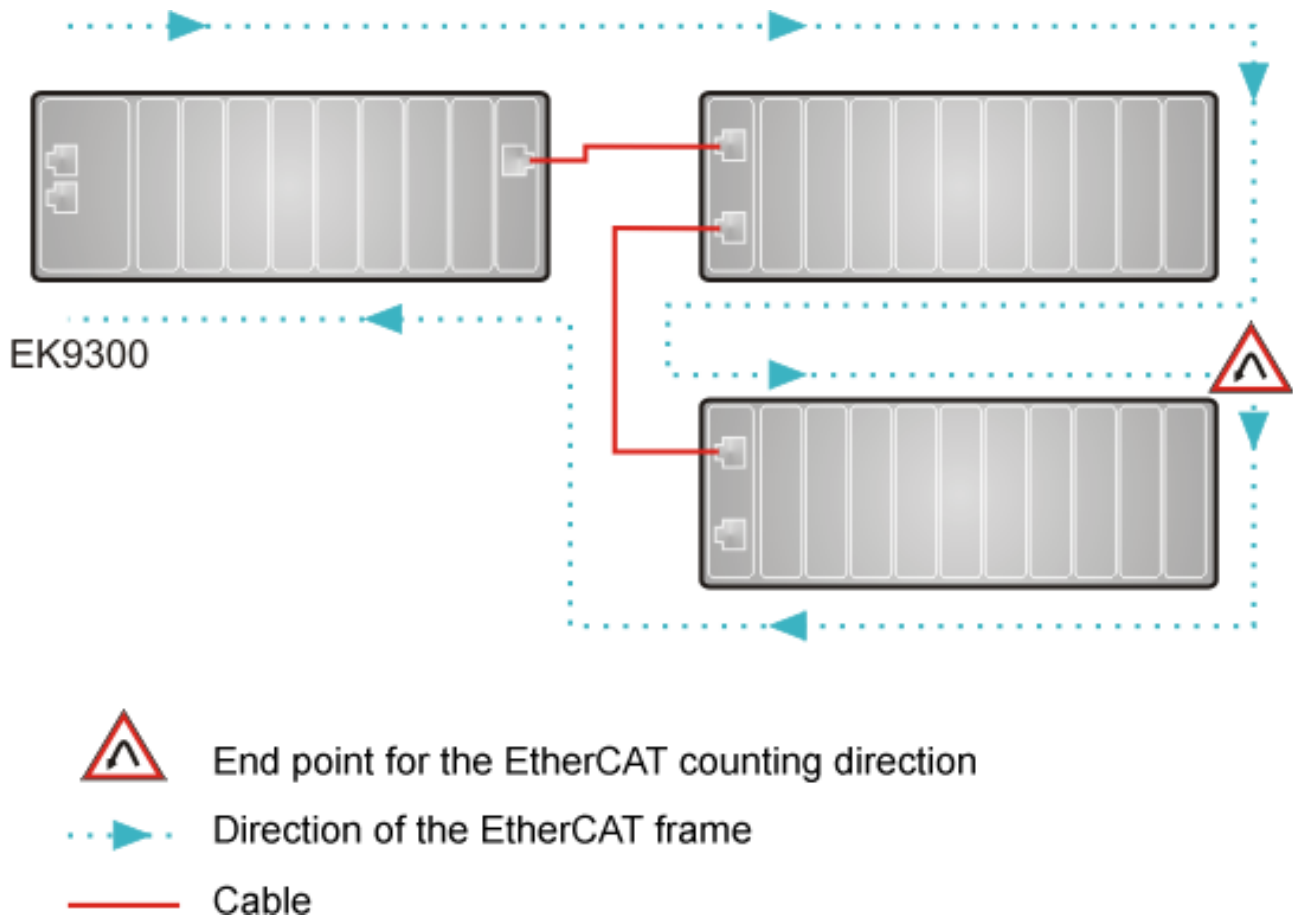 EK9300
End point for the EtherCAT counting direction
Direction of the EtherCAT frame
Cable